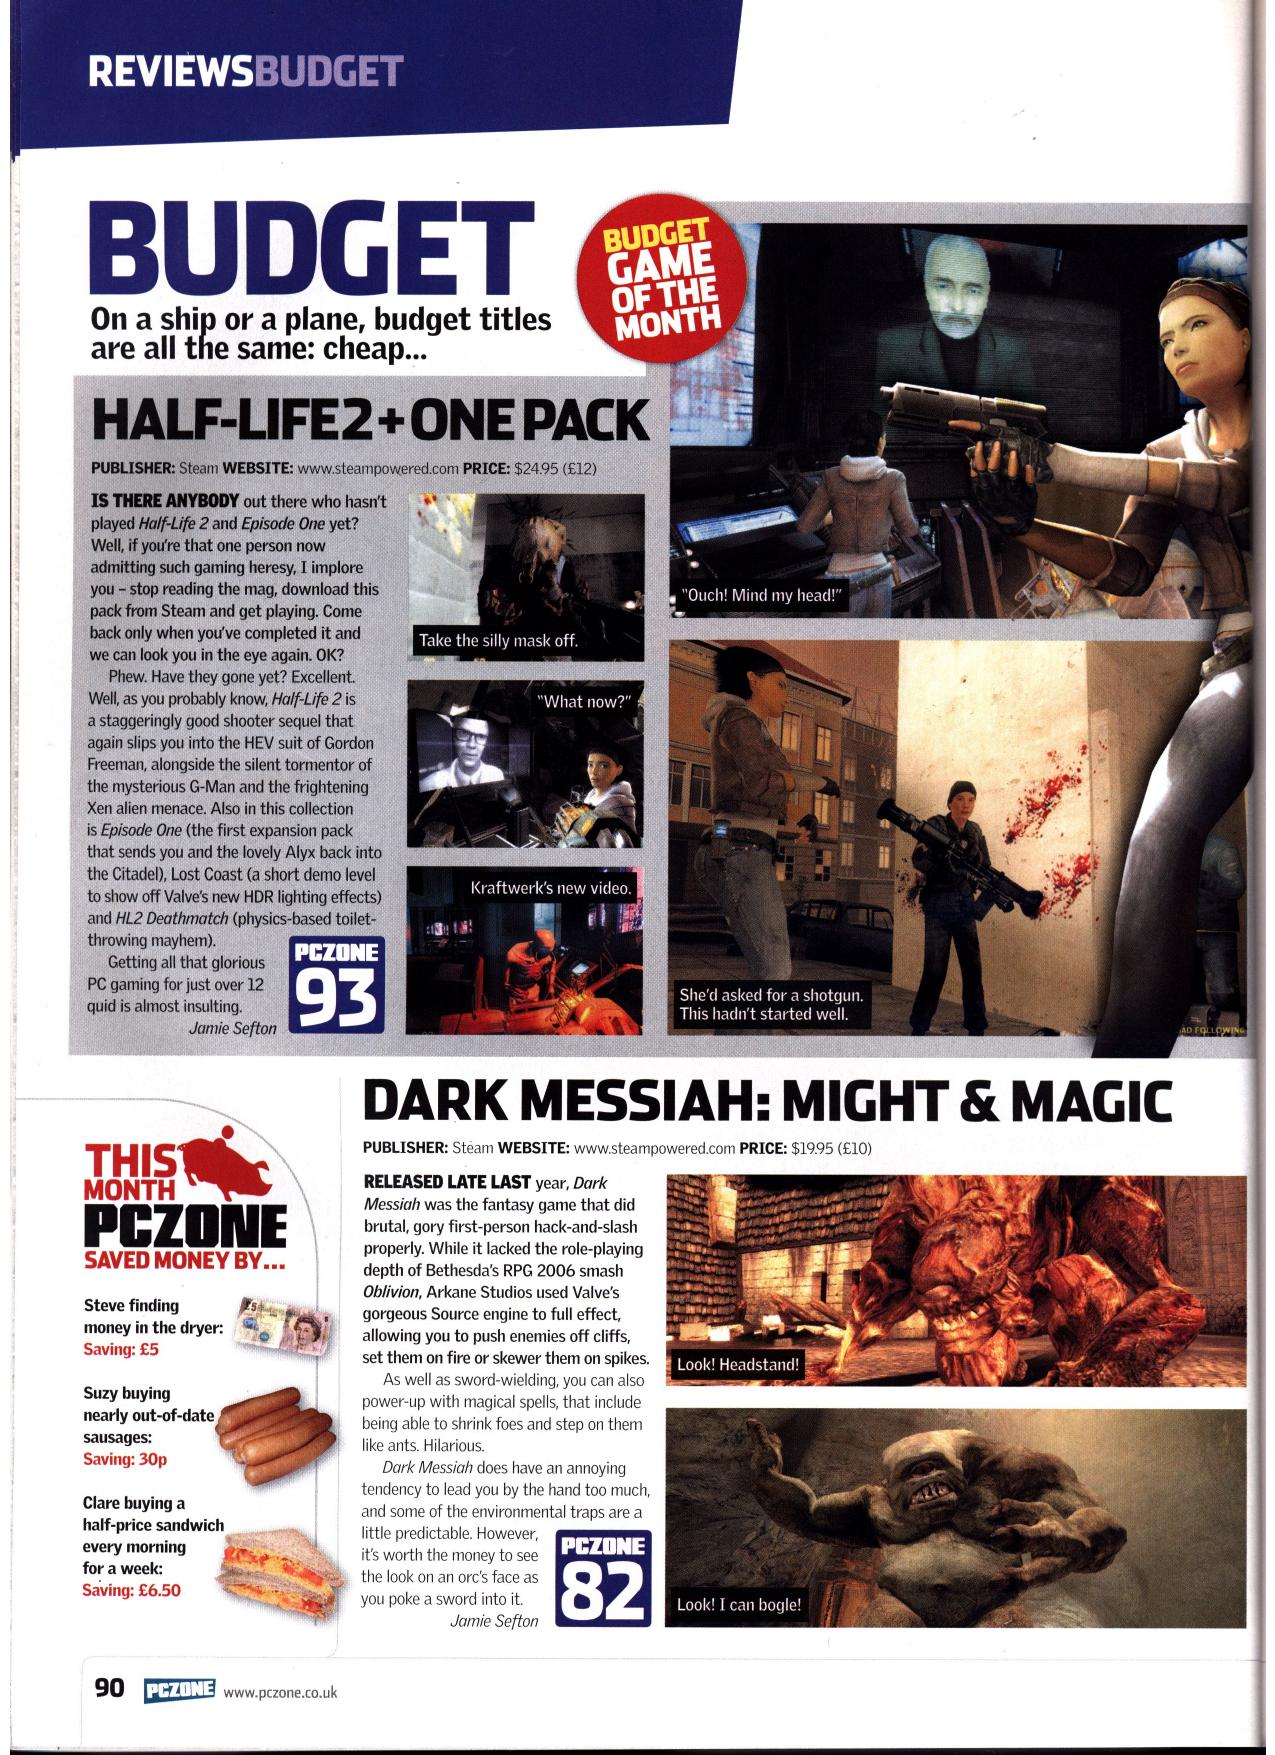 REVIEWSBUDGET
BUDGET
On a ship or a plane, budget titles
are all the same: cheap...
BUDGET
GAME
OF THE
MONTH
HALF-LIFE 2 + ONE PACK
PUBLISHER: Steam WEBSITE: www.steampowered.com PRICE: $24.95 (£12)
IS THERE ANYBODY out there who hasn't
played Half-Life 2 and Episode One yet?
Well, if you're that one person now
admitting such gaming heresy, I implore
you – stop reading the mag, download this
pack from Steam and get playing. Come
back only when you've completed it and
we can look you in the eye again. OK?
Phew. Have they gone yet? Excellent.
Well, as you probably know, Half-Life 2 is
a staggeringly good shooter sequel that
again slips you into the HEV suit of Gordon
Freeman, alongside the silent tormentor of
the mysterious G-Man and the frightening
Xen alien menace. Also in this collection
is Episode One (the first expansion pack
that sends you and the lovely Alyx back into
the Citadel), Lost Coast (a short demo level
to show off Valve's new HDR lighting effects)
and HL2 Deathmatch (physics-based toilet-
throwing mayhem).
Getting all that glorious
PC gaming for just over 12
quid is almost insulting.
Jamie Sefton
PCZONE
93
Take the silly mask off.
"What now?"
Kraftwerk's new video.
"Ouch! Mind my head!"
She'd asked for a shotgun.
This hadn't started well.
AD FOLLOWING
THIS
MONTH
PCZONE
SAVED MONEY BY...
Steve finding
money in the dryer:
Saving: £5
Suzy buying
nearly out-of-date
sausages:
Saving: 30p
Clare buying a
half-price sandwich
every morning
for a week:
Saving: £6.50
DARK MESSIAH: MIGHT & MAGIC
PUBLISHER: Steam WEBSITE: www.steampowered.com PRICE: $19.95 (£10)
RELEASED LATE LAST year, Dark
Messiah was the fantasy game that did
brutal, gory first-person hack-and-slash
properly. While it lacked the role-playing
depth of Bethesda's RPG 2006 smash
Oblivion, Arkane Studios used Valve's
gorgeous Source engine to full effect,
allowing you to push enemies off cliffs,
set them on fire or skewer them on spikes.
As well as sword-wielding, you can also
power-up with magical spells, that include
being able to shrink foes and step on them
like ants. Hilarious.
Dark Messiah does have an annoying
tendency to lead you by the hand too much,
and some of the environmental traps are a
little predictable. However,
it's worth the money to see
the look on an orc's face as
you poke a sword into it.
Jamie Sefton
PCZONE
82
Look! Headstand!
Look! I can bogle!
90 PCZONE www.pczone.co.uk